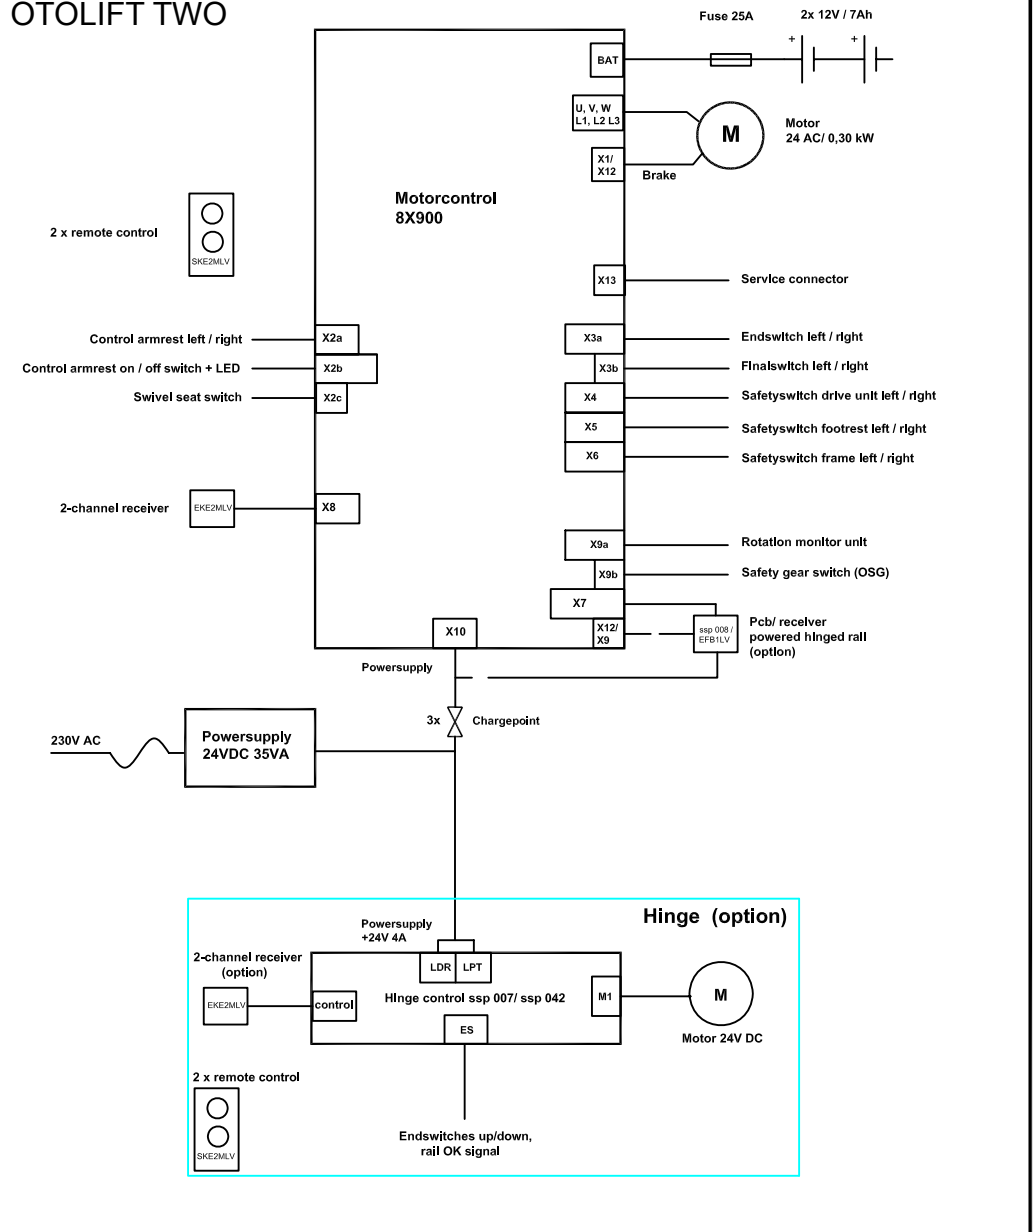 OTOLIFT TWO
Fuse 25A
2x 12V / 7Ah
+
+
BAT
U, V, W
L1, L2 L3
M
Motor
24 AC/ 0,30 kW
X1/
X12
Brake
Motorcontrol
8X900
2 x remote control
SKE2MLV
X13
Service connector
Control armrest left / right
X2a
X3a
Endswitch left / right
Control armrest on / off switch + LED
X2b
X3b
Finalswitch left / right
Swivel seat switch
X2c
X4
Safetyswitch drive unit left / right
X5
Safetyswitch footrest left / right
X6
Safetyswitch frame left / right
2-channel receiver
EKE2MLV
X8
X9a
Rotation monitor unit
X9b
Safety gear switch (OSG)
X7
X10
X12/
X9
ssp 008 /
EFB1LV
Pcb/ receiver
powered hinged rail
(option)
Powersupply
3x
Chargepoint
230V AC
Powersupply
24VDC 35VA
Hinge (option)
Powersupply
+24V 4A
2-channel receiver
(option)
LDR
LPT
EKE2MLV
control
Hinge control ssp 007/ ssp 042
M1
M
Motor 24V DC
ES
2 x remote control
SKE2MLV
Endswitches up/down,
rail OK signal